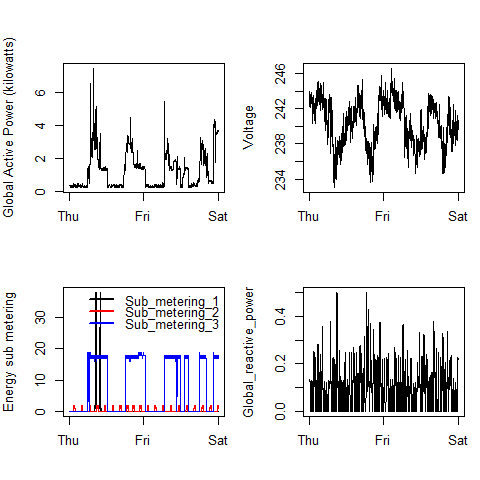 Global Active Power (kilowatts)
0 2 4 6
Thu Fri Sat
Voltage
234 238 242 246
Thu Fri Sat
Energy sub metering
0 10 20 30
Sub_metering_1
Sub_metering_2
Sub_metering_3
Thu Fri Sat
Global_reactive_power
0.0 0.2 0.4
Thu Fri Sat